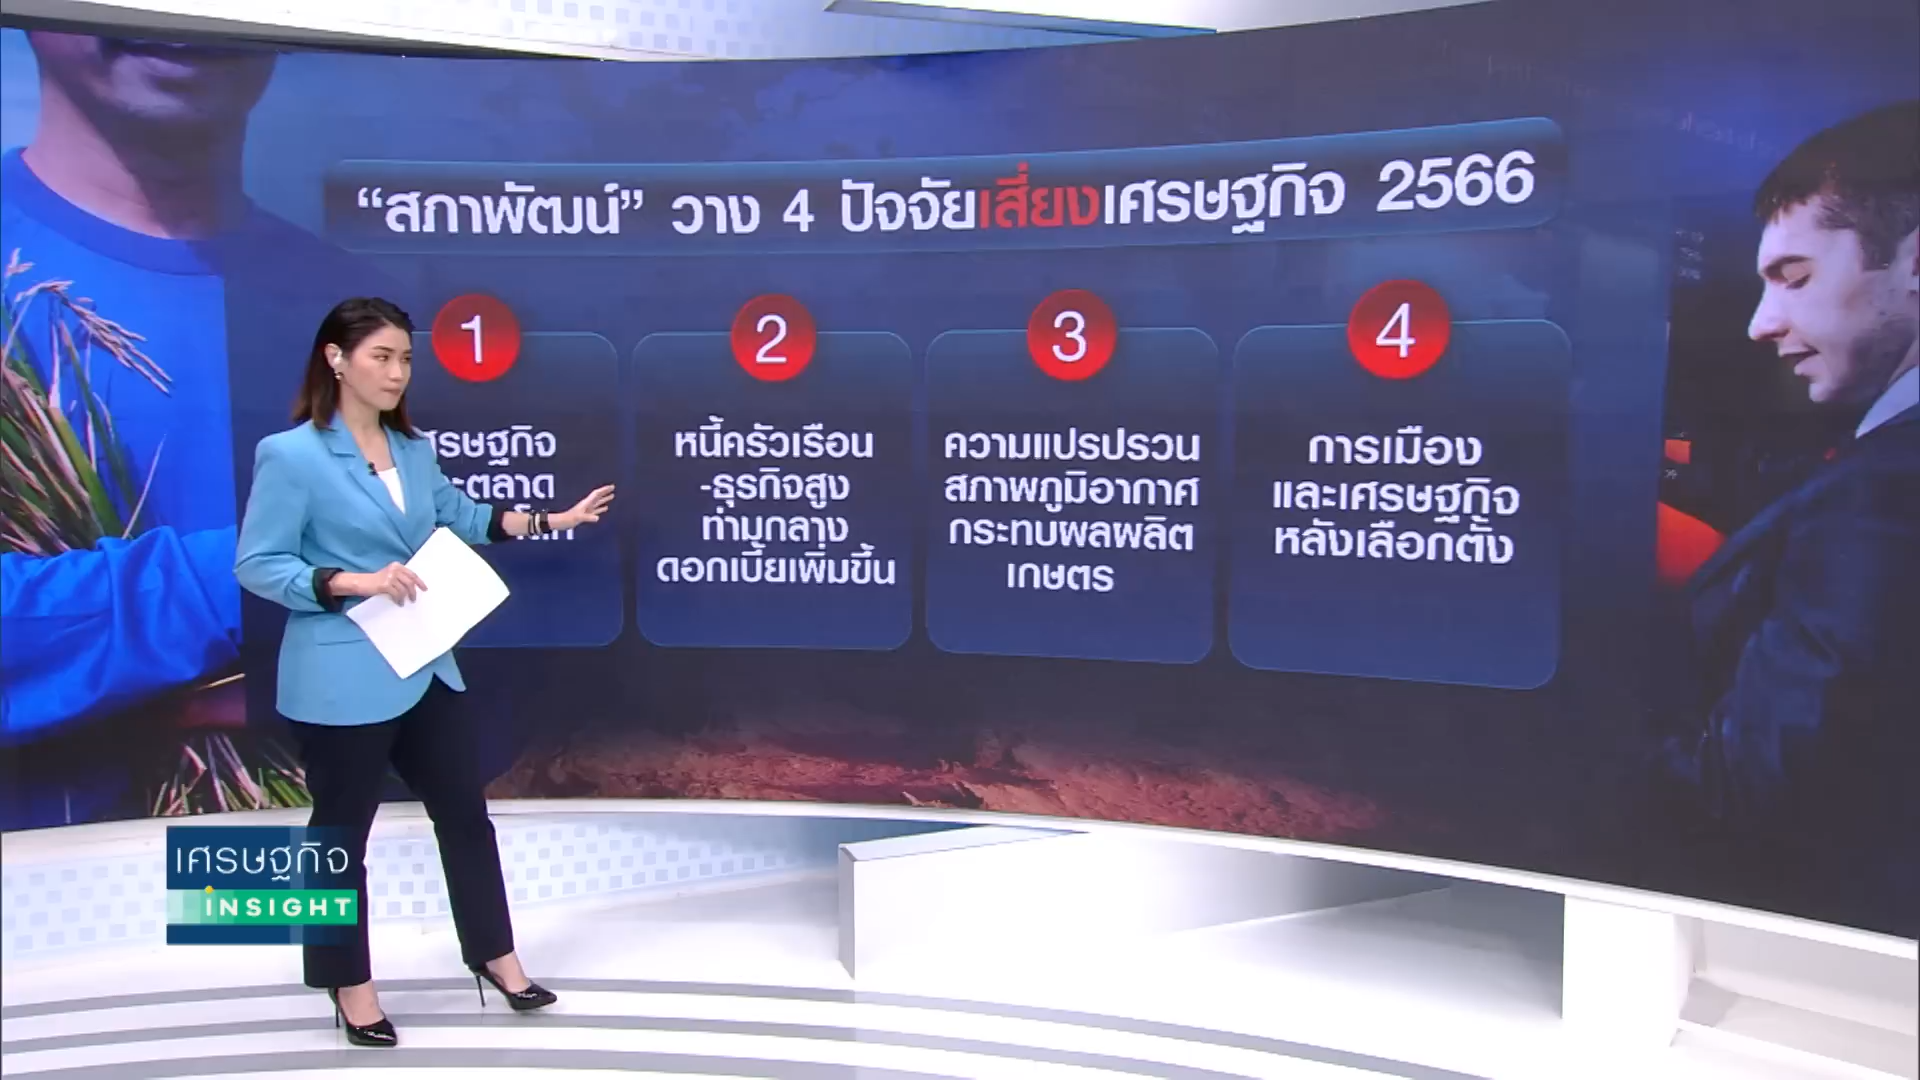 “สภาพัฒน์” วาง 4 ปัจจัยเสี่ยงเศรษฐกิจ 2566
1
ตลาด
2
หนี้ครัวเรือน
-ธุรกิจสูง
ท่ามกลาง
ดอกเบี้ยเพิ่มขึ้น
3
ความแปรปรวน
สภาพภูมิอากาศ
กระทบผลผลิต
เกษตร
4
การเมือง
และเศรษฐกิจ
หลังเลือกตั้ง
เศรษฐกิจ
iNSIGHT